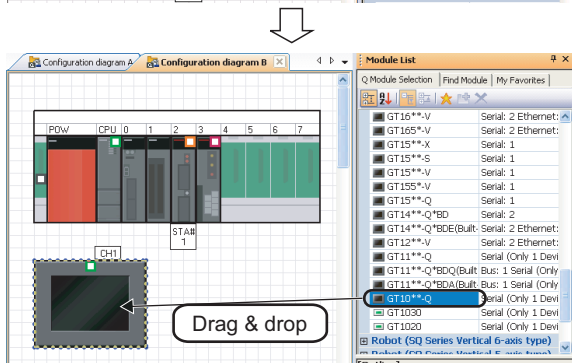 Configuration diagram A
Configuration diagram B
Module List
Q Module Selection
Find Module
My Favorites
POW
CPU
0
1
2
3
4
5
6
7
STA#
1
CH1
Drag & drop
GT16**-V Serial: 2 Ethernet:
GT165*-V Serial: 2 Ethernet:
GT15**-X Serial: 1
GT15**-S Serial: 1
GT15**-V Serial: 1
GT155*-V Serial: 1
GT15**-Q Serial: 1
GT14**-Q*BD Serial: 2
GT14**-Q*BDE(Built- Serial: 2 Ethernet:
GT12**-V Serial: 2 Ethernet:
GT11**-Q Serial (Only 1 Devi
GT11**-Q*BDQ(Built Bus: 1 Serial (Only
GT11**-Q*BDA(Built- Bus: 1 Serial (Only
GT10**-Q Serial (Only 1 Devi
GT1030 Serial (Only 1 Devi
GT1020 Serial (Only 1 Devi
Robot (SQ Series Vertical 6-axis type)